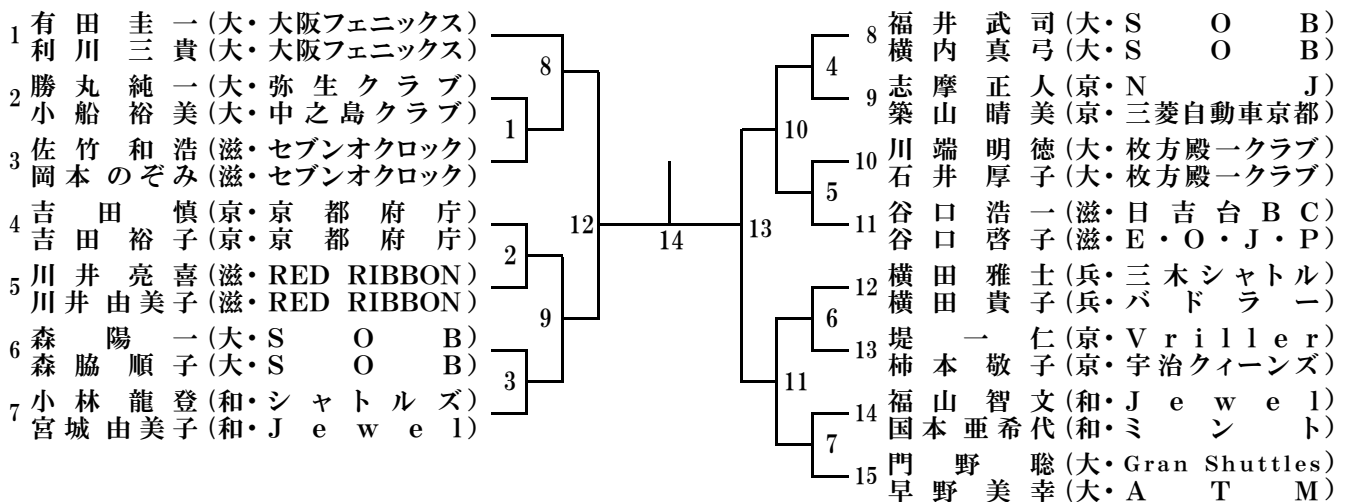 1 有田圭一(大・大阪フェニックス)
利川三貴(大・大阪フェニックス)
2 勝丸純一(大・弥生クラブ)
小船裕美(大・中之島クラブ)
3 佐竹和浩(滋・セブンオクロック)
岡本のぞみ(滋・セブンオクロック)
4 吉田慎(京・京都府庁)
吉田裕子(京・京都府庁)
5 川井亮喜(滋・RED RIBBON)
川井由美子(滋・RED RIBBON)
6 森陽一(大・SOB)
森脇順子(大・SOB)
7 小林龍登(和・シャトルズ)
宮城由美子(和・Jewel)
8
1
2
9
3
12
14
13
10
4
5
11
6
7
8 福井武司(大・SOB)
横内真弓(大・SOB)
9 志摩正人(京・NJ)
築山晴美(京・三菱自動車京都)
10 川端明徳(大・枚方殿一クラブ)
石井厚子(大・枚方殿一クラブ)
11 谷口浩一(滋・日吉台BC)
谷口啓子(滋・E・O・J・P)
12 横田雅士(兵・三木シャトル)
横田貴子(兵・バドラー)
13 堤一仁(京・Vriller)
柿本敬子(京・宇治クィーンズ)
14 福山智文(和・Jewel)
国本亜希代(和・ミント)
15 門野聡(大・Gran Shuttles)
早野美幸(大・ATM)